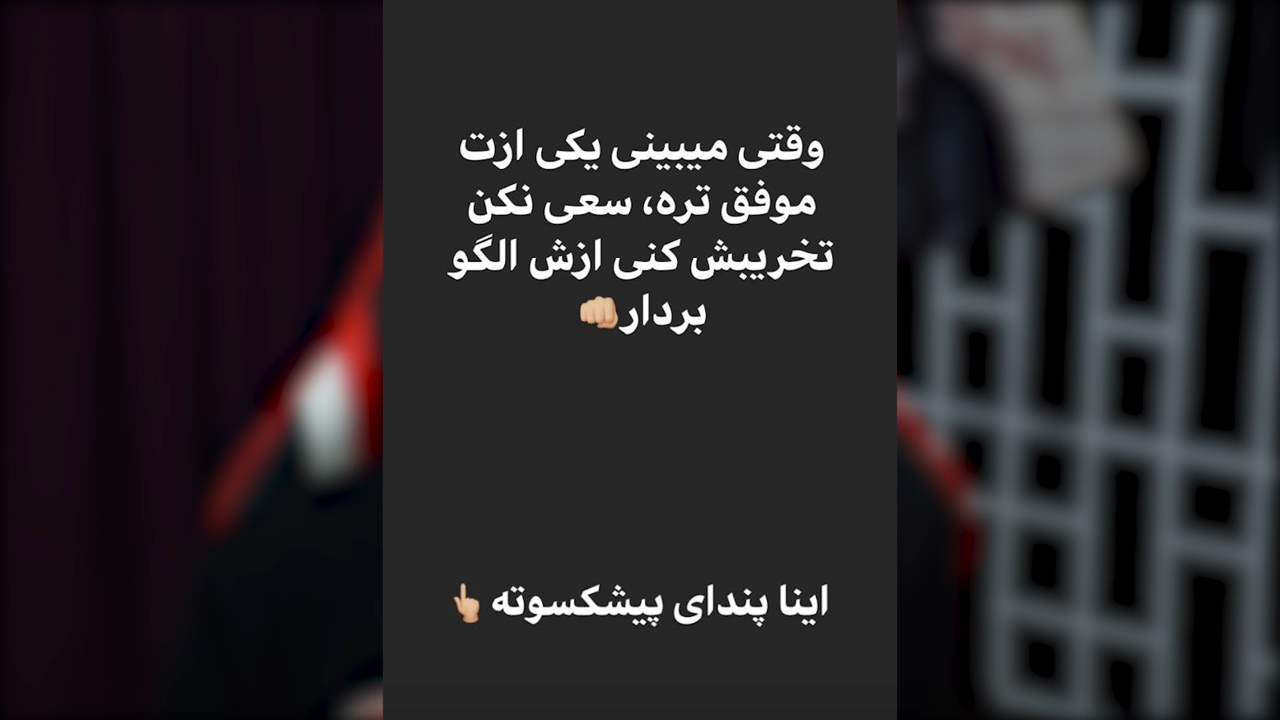 وقتی میبینی یکی ازت
موفق تره، سعی نکن
تخریبش کنی ازش الگو
بردار👊🏼
اینا پندای پیشکسوته 👆🏼